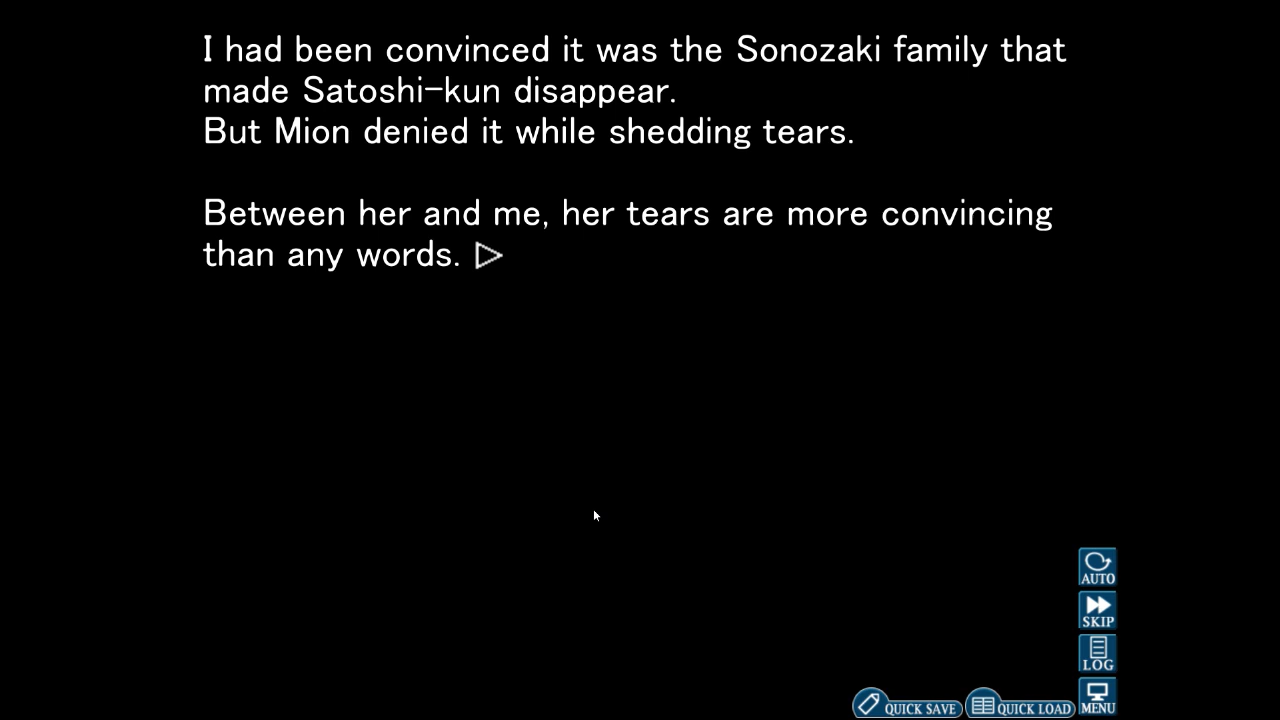 I had been convinced it was the Sonozaki family that
made Satoshi-kun disappear.
But Mion denied it while shedding tears.
Between her and me, her tears are more convincing
than any words.
AUTO
SKIP
LOG
MENU
QUICK SAVE
QUICK LOAD